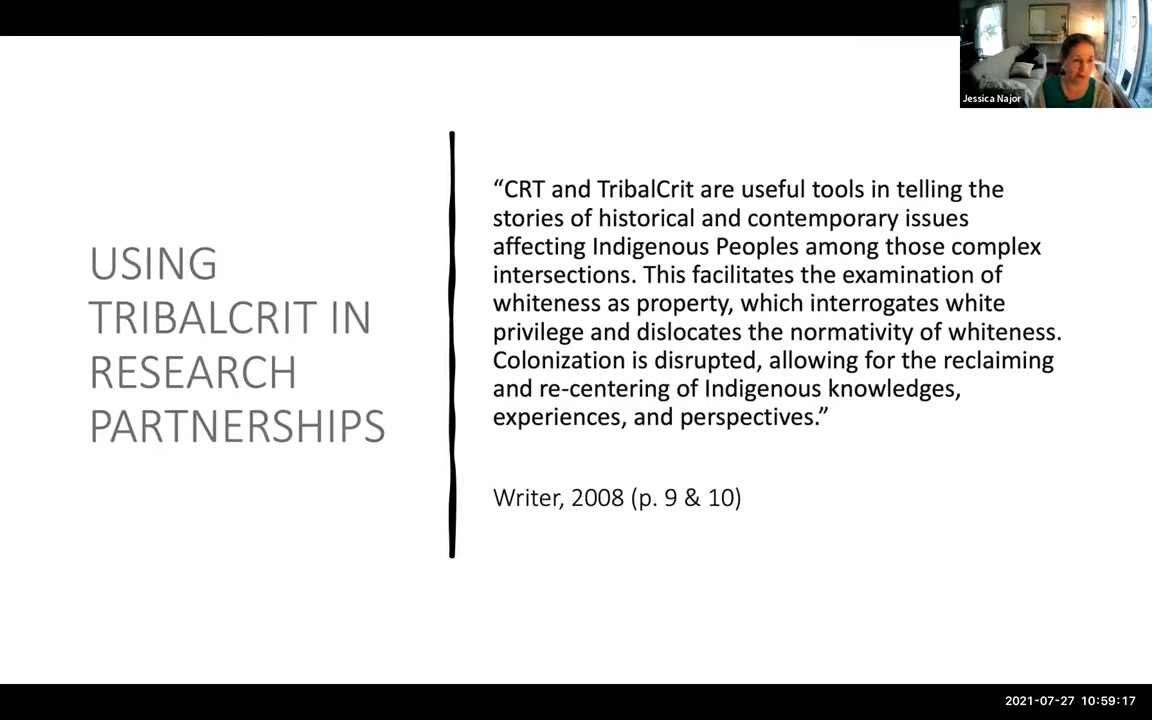 Jessica Najor
USING
TRIBALCRIT IN
RESEARCH
PARTNERSHIPS
“CRT and TribalCrit are useful tools in telling the
stories of historical and contemporary issues
affecting Indigenous Peoples among those complex
intersections. This facilitates the examination of
whiteness as property, which interrogates white
privilege and dislocates the normativity of whiteness.
Colonization is disrupted, allowing for the reclaiming
and re-centering of Indigenous knowledges,
experiences, and perspectives.”
Writer, 2008 (p. 9 & 10)
2021-07-27 10:59:17